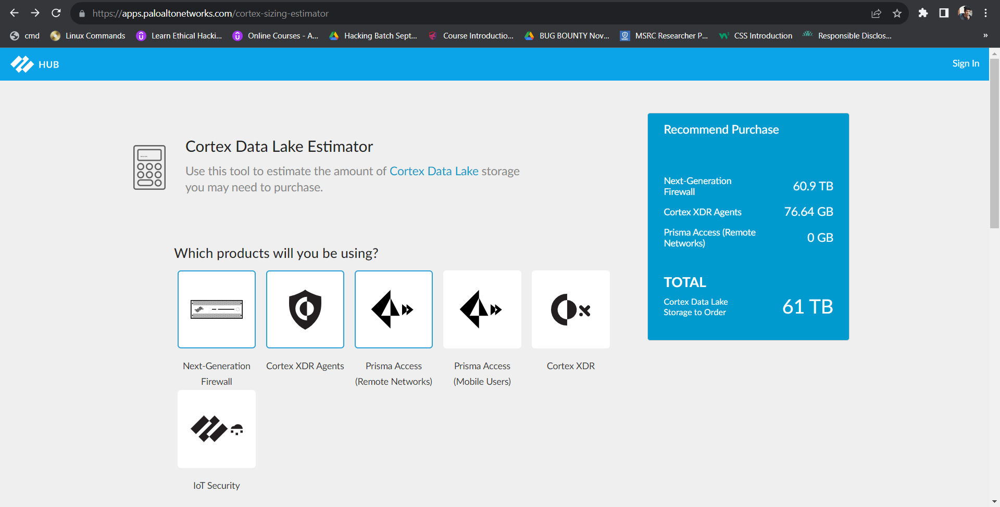 https://apps.paloaltonetworks.com/cortex-sizing-estimator
cmd
Linux Commands
Learn Ethical Hacki...
Online Courses - A...
Hacking Batch Sept...
Course Introductio...
BUG BOUNTY Nov...
MSRC Researcher P...
CSS Introduction
Responsible Disclos...
»
HUB
Sign In
Cortex Data Lake Estimator
Use this tool to estimate the amount of Cortex Data Lake storage
you may need to purchase.
Which products will you be using?
Next-Generation
Firewall
Cortex XDR Agents
Prisma Access
(Remote Networks)
Prisma Access
(Mobile Users)
Cortex XDR
IoT Security
Recommend Purchase
Next-Generation
Firewall
60.9 TB
Cortex XDR Agents
76.64 GB
Prisma Access (Remote
Networks)
0 GB
TOTAL
Cortex Data Lake
Storage to Order
61 TB